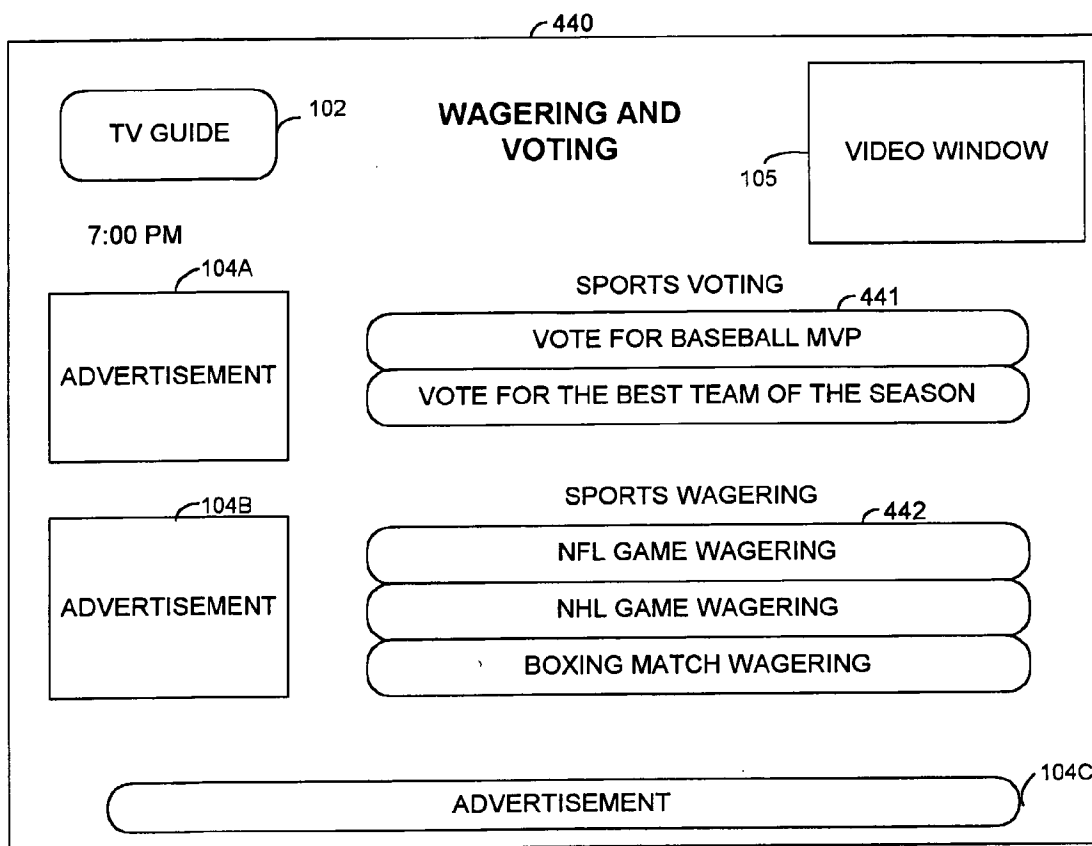 440
TV GUIDE
102
WAGERING AND
VOTING
105
VIDEO WINDOW
7:00 PM
104A
ADVERTISEMENT
SPORTS VOTING
441
VOTE FOR BASEBALL MVP
VOTE FOR THE BEST TEAM OF THE SEASON
104B
ADVERTISEMENT
SPORTS WAGERING
442
NFL GAME WAGERING
NHL GAME WAGERING
BOXING MATCH WAGERING
ADVERTISEMENT
104C